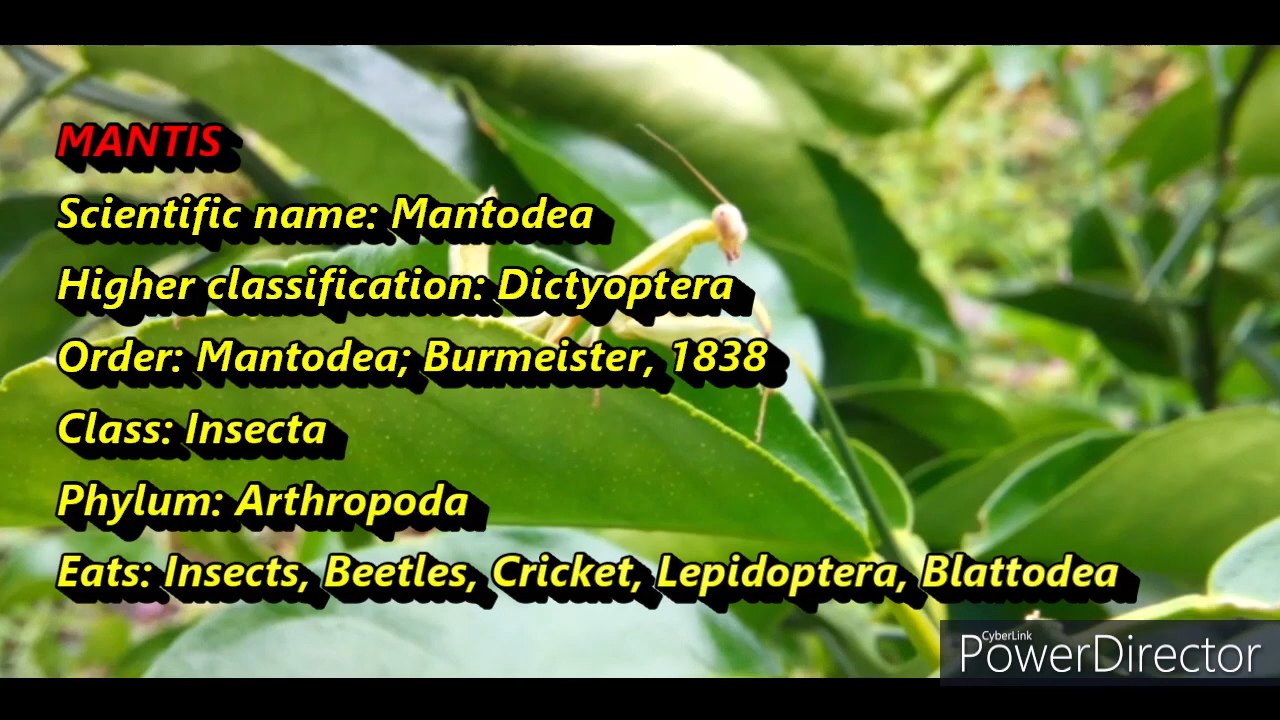 MANTIS
Scientific name: Mantodea
Higher classification: Dictyoptera
Order: Mantodea; Burmeister, 1838
Class: Insecta
Phylum: Arthropoda
Eats: Insects, Beetles, Cricket, Lepidoptera, Blattodea
CyberLink
PowerDirector